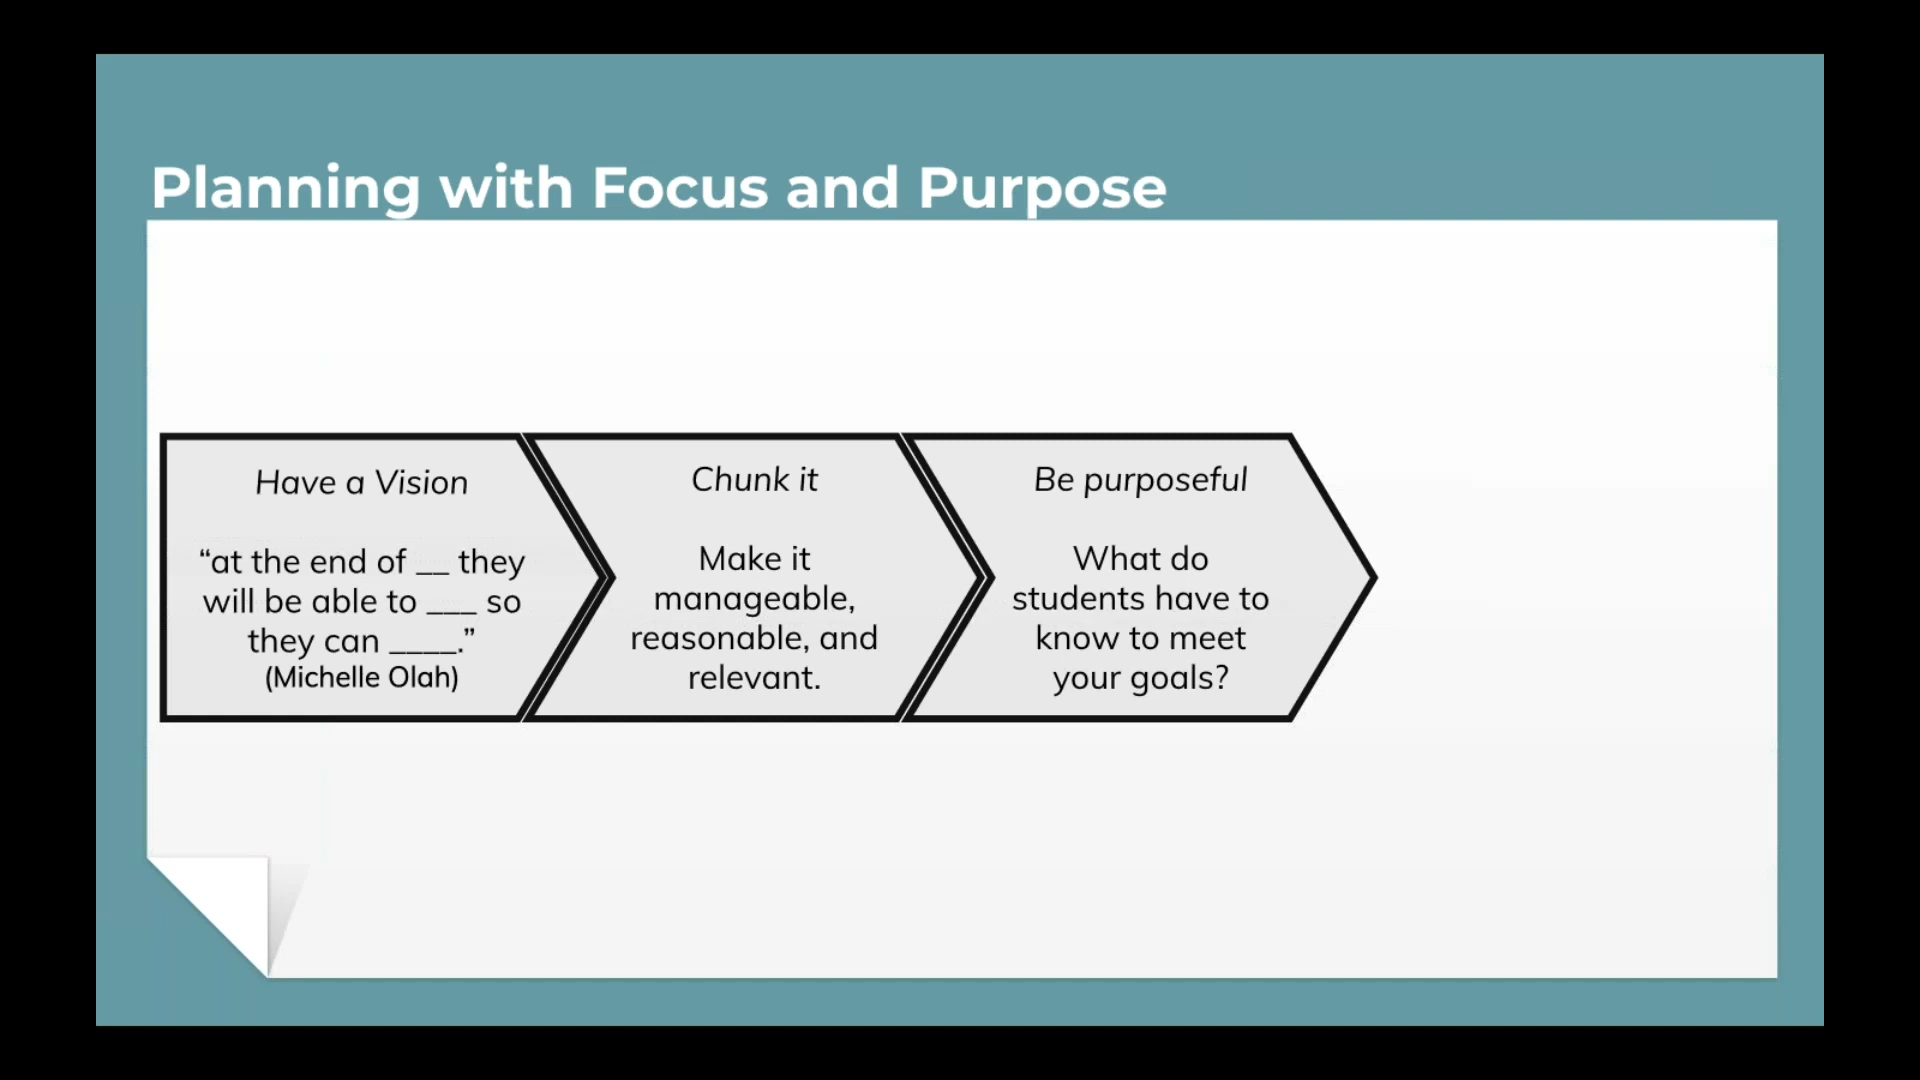 Planning with Focus and Purpose
Have a Vision
“at the end of __ they
will be able to ___ so
they can ____.”
(Michelle Olah)
Chunk it
Make it
manageable,
reasonable, and
relevant.
Be purposeful
What do
students have to
know to meet
your goals?